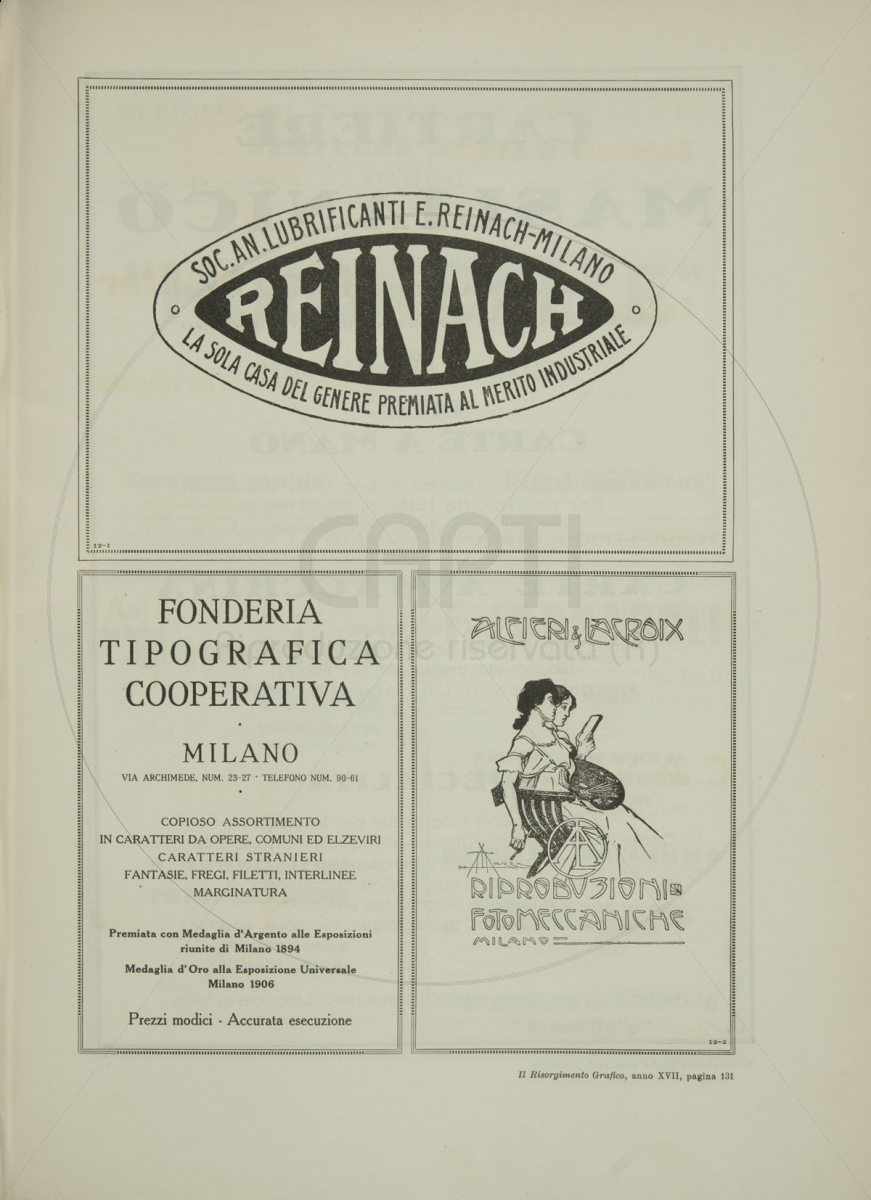 SOC. AN. LUBRIFICANTI E. REINACH-MILANO
REINACH
LA SOLA CASA DEL GENERE PREMIATA AL MERITO INDUSTRIALE
12-1
CAPTI
Riproduzione riservata (n)
FONDERIA
TIPOGRAFICA
COOPERATIVA
MILANO
VIA ARCHIMEDE, NUM. 23-27 · TELEFONO NUM. 90-61
COPIOSO ASSORTIMENTO
IN CARATTERI DA OPERE, COMUNI ED ELZEVIRI
CARATTERI STRANIERI
FANTASIE, FREGI, FILETTI, INTERLINEE
MARGINATURA
Premiata con Medaglia d'Argento alle Esposizioni
riunite di Milano 1894
Medaglia d'Oro alla Esposizione Universale
Milano 1906
Prezzi modici · Accurata esecuzione
ALFIERI & LACROIX
RIPRODUZIONI
FOTOMECCANICHE
MILANO
12-2
Il Risorgimento Grafico, anno XVII, pagina 131